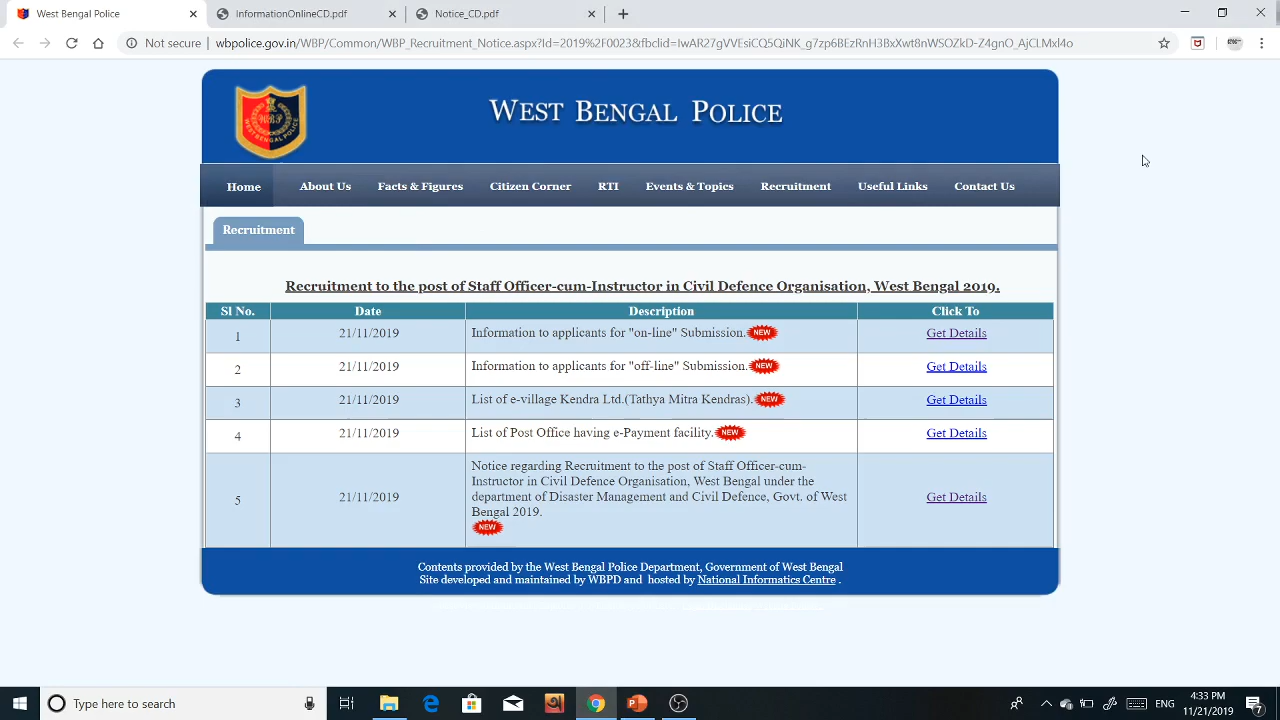 West Bengal Police
InformationOnlineCD.pdf
Notice_CD.pdf
Not secure
wbpolice.gov.in/WBP/Common/WBP_Recruitment_Notice.aspx?Id=2019%2F0023&fbclid=IwAR27gVVEsiCQ5QiNK_g7zp6BEzRnH3BxXwt8nWSOZkD-Z4gnO_AjCLMxl4o
WEST BENGAL POLICE
WBP
WEST BENGAL POLICE
Home About Us Facts & Figures Citizen Corner RTI Events & Topics Recruitment Useful Links Contact Us
Recruitment
Recruitment to the post of Staff Officer-cum-Instructor in Civil Defence Organisation, West Bengal 2019.
Sl No. Date Description Click To
1 21/11/2019 Information to applicants for "on-line" Submission. NEW Get Details
2 21/11/2019 Information to applicants for "off-line" Submission. NEW Get Details
3 21/11/2019 List of e-village Kendra Ltd.(Tathya Mitra Kendras). NEW Get Details
4 21/11/2019 List of Post Office having e-Payment facility. NEW Get Details
5 21/11/2019 Notice regarding Recruitment to the post of Staff Officer-cum-
Instructor in Civil Defence Organisation, West Bengal under the
department of Disaster Management and Civil Defence, Govt. of West
Bengal 2019.
NEW
Get Details
Contents provided by the West Bengal Police Department, Government of West Bengal
Site developed and maintained by WBPD and hosted by National Informatics Centre .
Type here to search
ENG
4:33 PM
11/21/2019
7